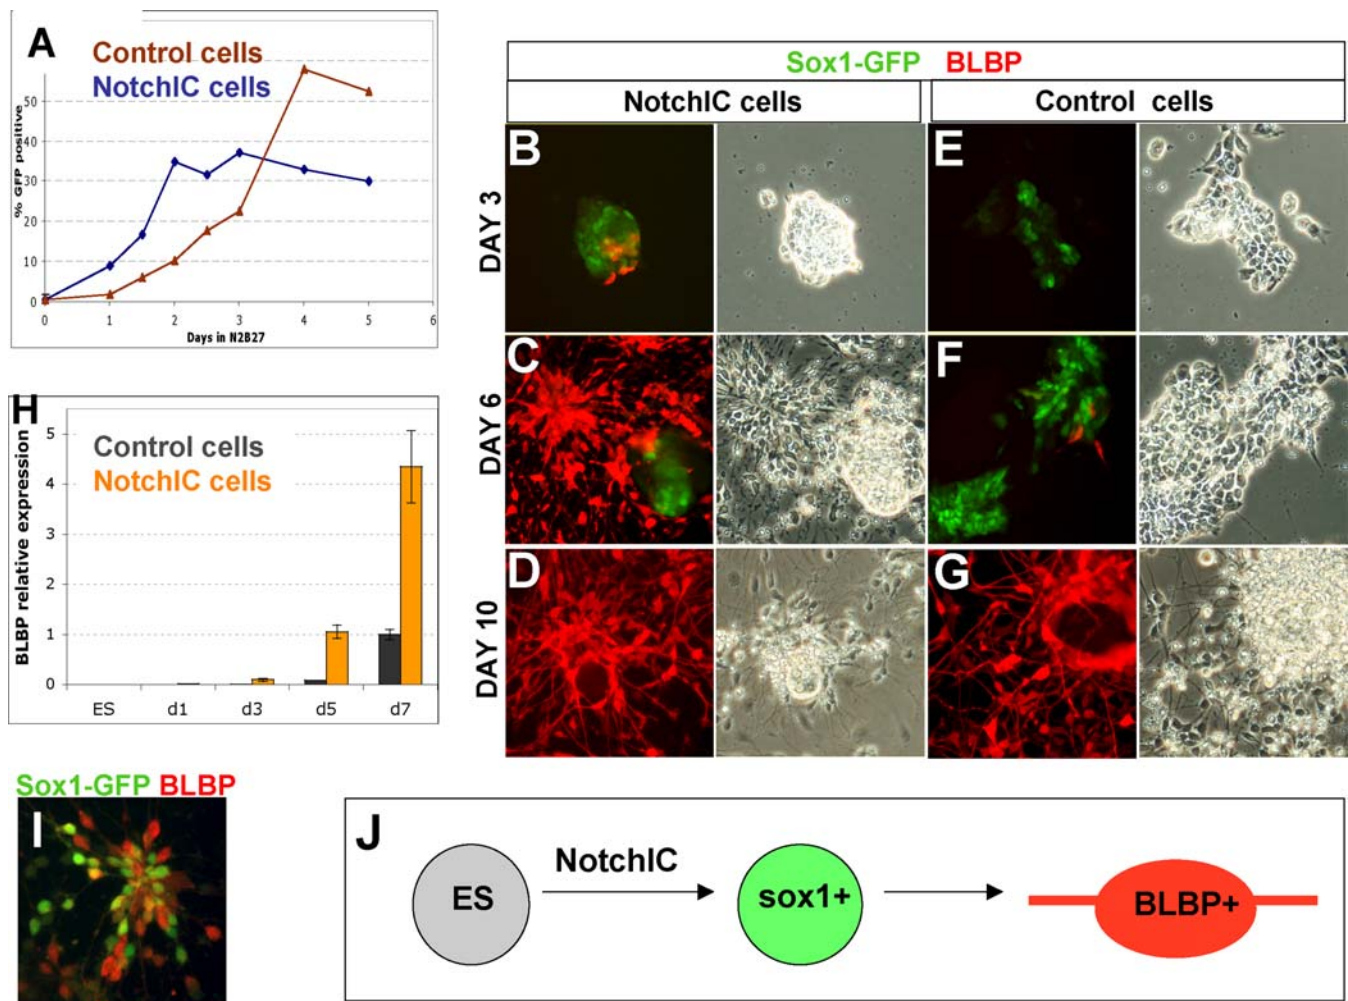 A
Control cells
NotchIC cells
% GFP positive
50
40
30
20
10
0
0 1 2 3 4 5 6
Days in N2B27
Sox1-GFP BLBP
NotchIC cells
Control cells
DAY 3
B
E
DAY 6
C
F
DAY 10
D
G
H
Control cells
NotchIC cells
BLBP relative expression
5
4
3
2
1
0
ES d1 d3 d5 d7
Sox1-GFP BLBP
I
J
ES
NotchIC
sox1+
BLBP+